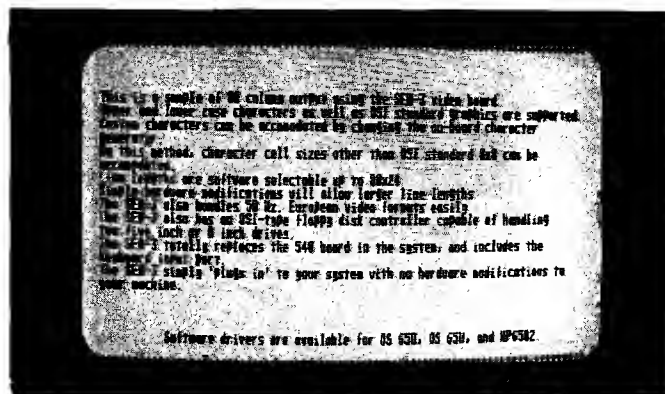 This is a sample of 80 column output using the SEB-3 video board.
Upper and lower case characters as well as OSI standard graphics are supported.
Custom characters can be accomodated by changing the on-board character
this method, character cell sizes other than OSI standard 8x8 can be
Line lengths are software selectable up to 80x24
hardware modifications will allow larger line lengths
The SEB-3 also handles 50 Hz. European video formats easily
The SEB-3 also has an OSI-type floppy disk controller capable of handling
five inch or 8 inch drives.
The SEB-3 totally replaces the 540 board in the system, and includes the
keyboard input port.
The SEB-3 simply 'plugs in' to your system with no hardware modifications to
your machine.
Software drivers are available for OS 65D, OS 65U, and HP6502.